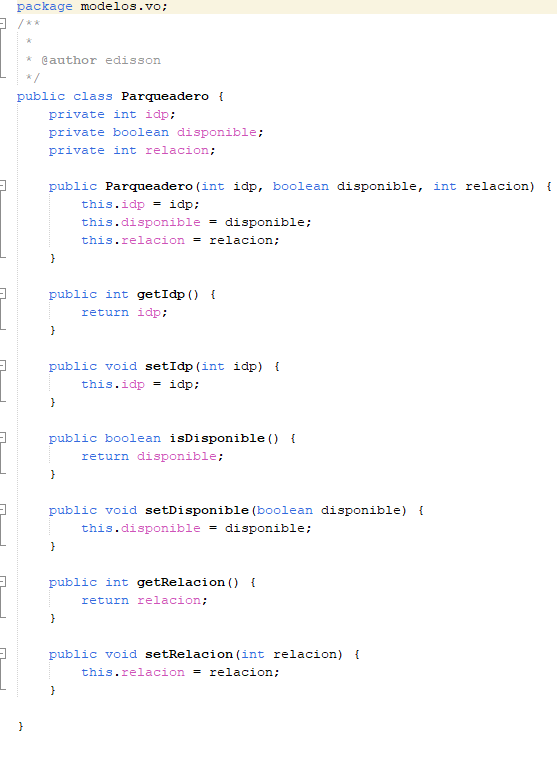 package modelos.vo;
/**
 *
 * @author edisson
 */
public class Parqueadero {
    private int idp;
    private boolean disponible;
    private int relacion;

    public Parqueadero(int idp, boolean disponible, int relacion) {
        this.idp = idp;
        this.disponible = disponible;
        this.relacion = relacion;
    }

    public int getIdp() {
        return idp;
    }

    public void setIdp(int idp) {
        this.idp = idp;
    }

    public boolean isDisponible() {
        return disponible;
    }

    public void setDisponible(boolean disponible) {
        this.disponible = disponible;
    }

    public int getRelacion() {
        return relacion;
    }

    public void setRelacion(int relacion) {
        this.relacion = relacion;
    }

}